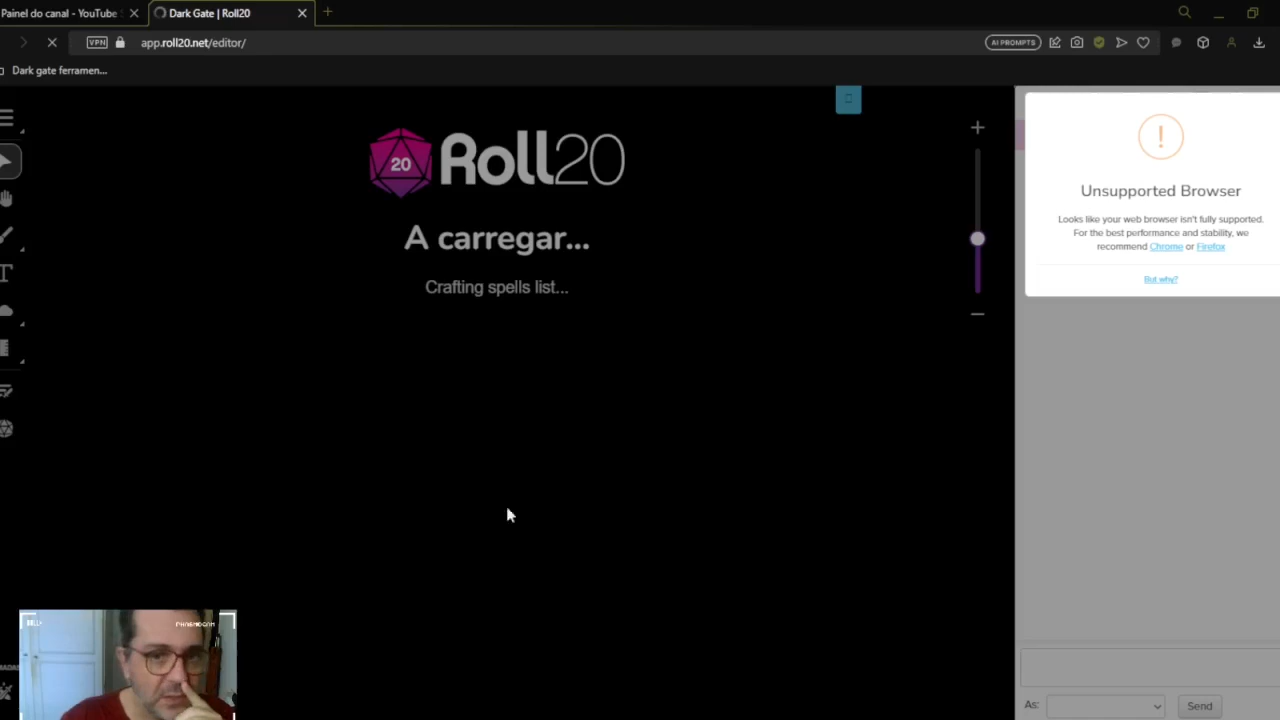 Painel do canal - YouTube
Dark Gate | Roll20
VPN
app.roll20.net/editor/
AI PROMPTS
Dark gate ferramen...
20
Roll20
A carregar...
Crafting spells list...
!
Unsupported Browser
Looks like your web browser isn't fully supported.
For the best performance and stability, we
recommend Chrome or Firefox
But why?
As:
Send